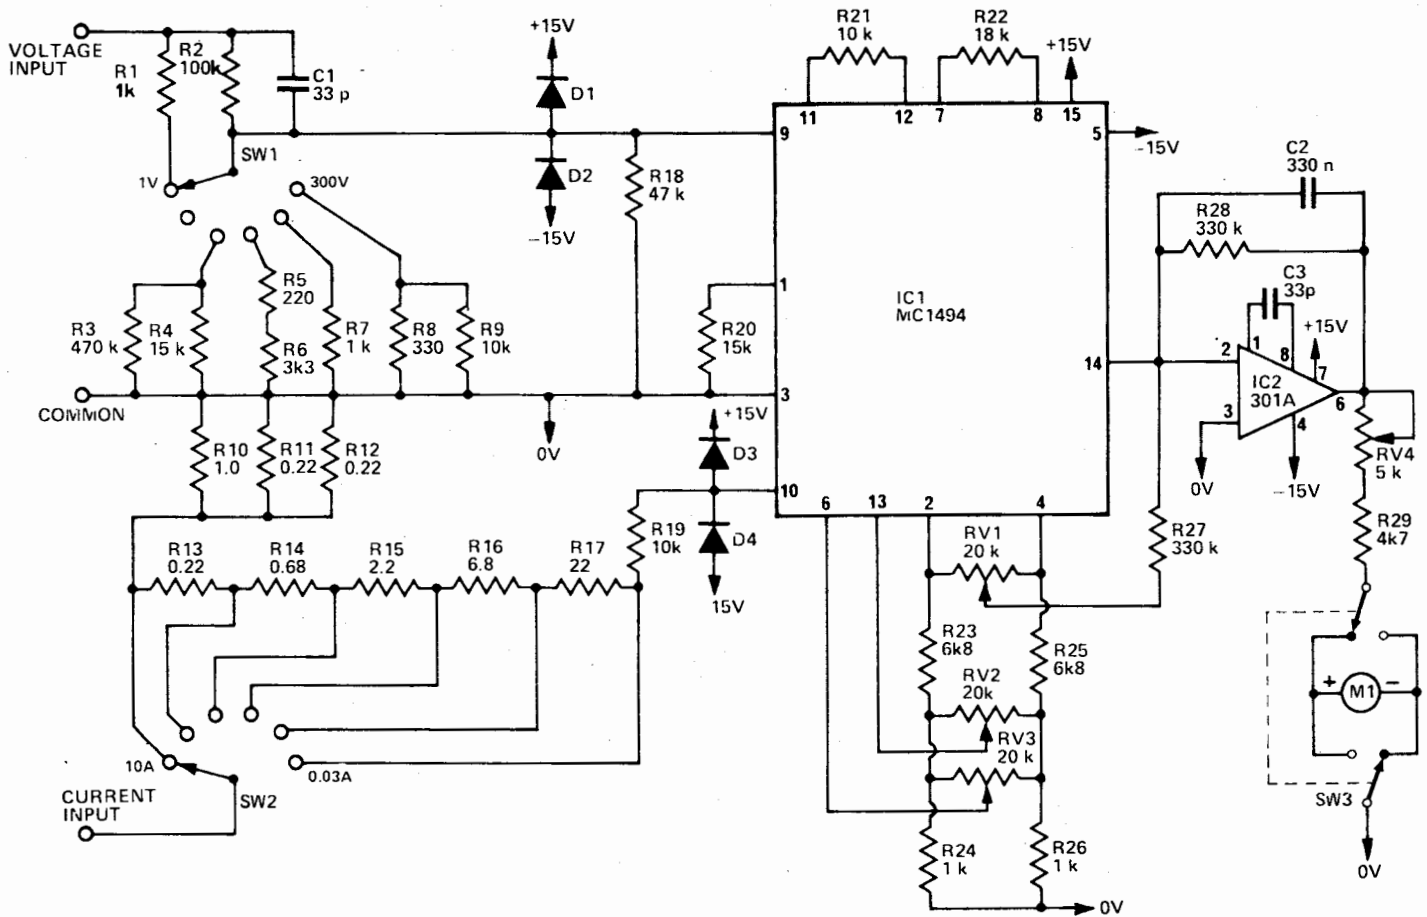 VOLTAGE
INPUT
R1
1k
R2
100k
C1
33 p
+15V
D1
D2
−15V
SW1
1V
300V
R18
47 k
R21
10 k
R22
18 k
+15V
11
12
7
8
15
9
5
−15V
1
IC1
MC1494
3
14
10
6
13
2
4
R3
470 k
R4
15 k
R5
220
R6
3k3
R7
1 k
R8
330
R9
10k
R20
15k
COMMON
0V
R10
1.0
R11
0.22
R12
0.22
+15V
D3
D4
15V
R19
10k
R13
0.22
R14
0.68
R15
2.2
R16
6.8
R17
22
10A
0.03A
SW2
CURRENT
INPUT
RV1
20 k
R23
6k8
R25
6k8
RV2
20k
RV3
20 k
R24
1 k
R26
1 k
0V
R27
330 k
C2
330 n
R28
330 k
C3
33p
+15V
2
1
8
7
IC2
301A
6
3
4
0V
−15V
RV4
5 k
R29
4k7
+
M1
−
SW3
0V